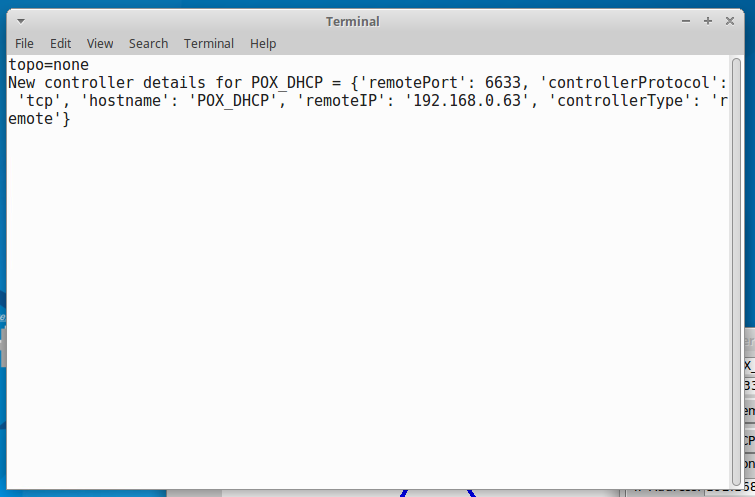 Terminal
File Edit View Search Terminal Help
topo=none
New controller details for POX_DHCP = {'remotePort': 6633, 'controllerProtocol':
 'tcp', 'hostname': 'POX_DHCP', 'remoteIP': '192.168.0.63', 'controllerType': 'r
emote'}